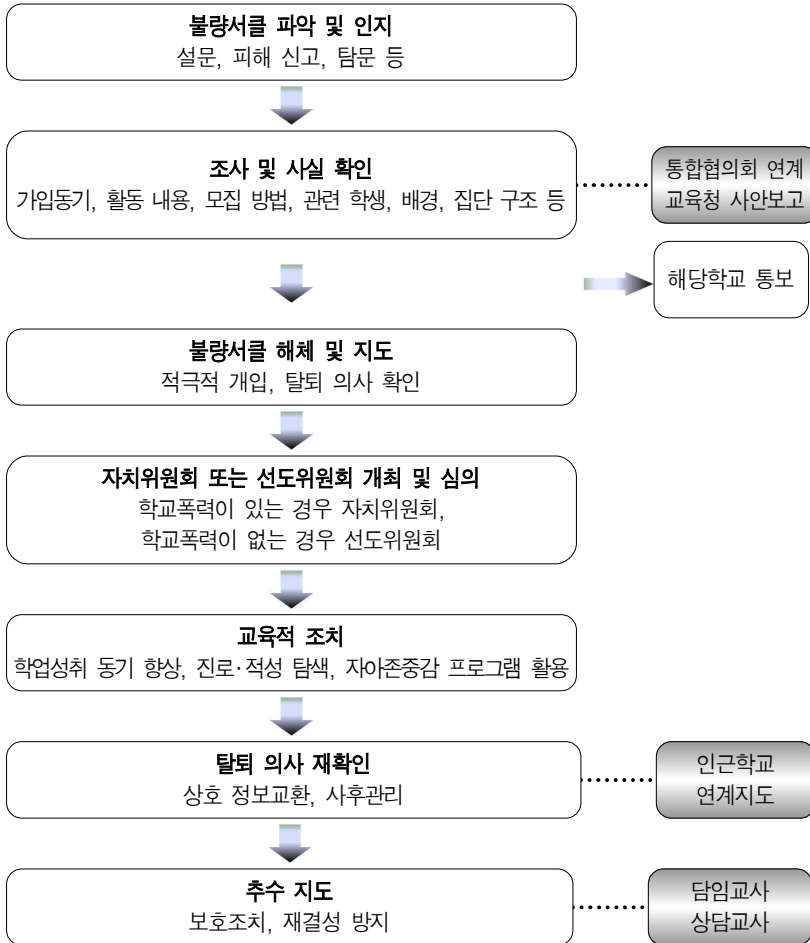 불량서클 파악 및 인지
설문, 피해 신고, 탐문 등
조사 및 사실 확인
가입동기, 활동 내용, 모집 방법, 관련 학생, 배경, 집단 구조 등
통합협의회 연계
교육청 사안보고
해당학교 통보
불량서클 해체 및 지도
적극적 개입, 탈퇴 의사 확인
자치위원회 또는 선도위원회 개최 및 심의
학교폭력이 있는 경우 자치위원회,
학교폭력이 없는 경우 선도위원회
교육적 조치
학업성취 동기 향상, 진로·적성 탐색, 자아존중감 프로그램 활용
탈퇴 의사 재확인
상호 정보교환, 사후관리
인근학교
연계지도
추수 지도
보호조치, 재결성 방지
담임교사
상담교사